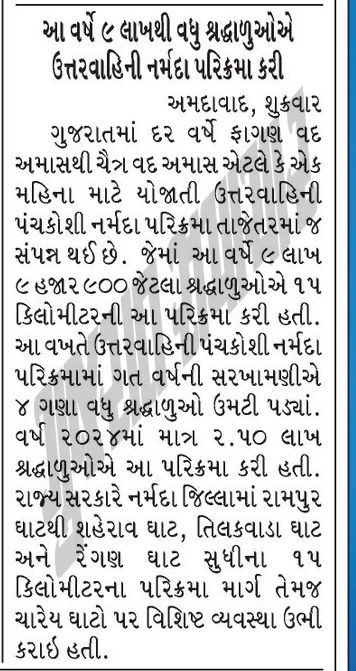 આ વર્ષે ૯ લાખથી વધુ શ્રદ્ધાળુઓએ
ઉત્તરવાહિની નર્મદા પરિક્રમા કરી
અમદાવાદ, શુક્રવાર
ગુજરાતમાં દર વર્ષે ફાગણ વદ
અમાસથી ચૈત્ર વદ અમાસ એટલે કે એક
મહિના માટે યોજાતી ઉત્તરવાહિની
પંચકોશી નર્મદા પરિક્રમા તાજેતરમાં જ
સંપન્ન થઈ છે. જેમાં આ વર્ષે ૯ લાખ
૯ હજાર ૯૦૦ જેટલા શ્રદ્ધાળુઓએ ૧૫
કિલોમીટરની આ પરિક્રમા કરી હતી.
આ વખતે ઉત્તરવાહિની પંચકોશી નર્મદા
પરિક્રમામાં ગત વર્ષની સરખામણીએ
૪ ગણા વધુ શ્રદ્ધાળુઓ ઉમટી પડ્યાં.
વર્ષ ૨૦૨૪માં માત્ર ૨.૫૦ લાખ
શ્રદ્ધાળુઓએ આ પરિક્રમા કરી હતી.
રાજ્ય સરકારે નર્મદા જિલ્લામાં રામપુર
ઘાટથી શહેરાવ ઘાટ, તિલકવાડા ઘાટ
અને રેંગણ ઘાટ સુધીના ૧૫
કિલોમીટરના પરિક્રમા માર્ગ તેમજ
ચારેય ઘાટો પર વિશિષ્ટ વ્યવસ્થા ઉભી
કરાઇ હતી.